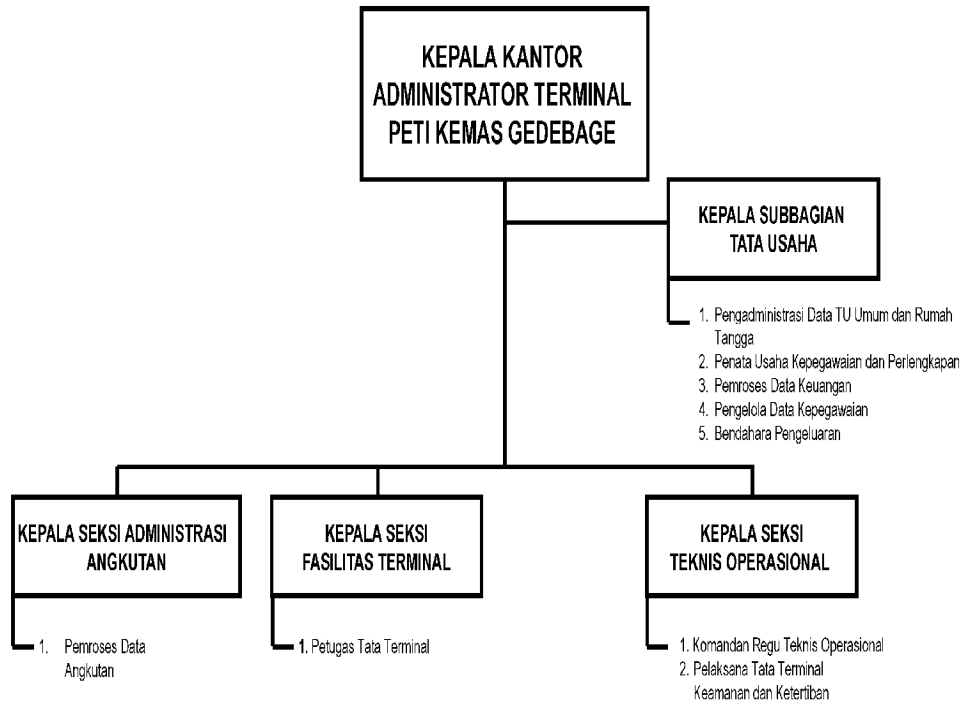 KEPALA KANTOR
ADMINISTRATOR TERMINAL
PETI KEMAS GEDEBAGE
KEPALA SUBBAGIAN
TATA USAHA
1. Pengadministrasi Data TU Umum dan Rumah
Tangga
2. Penata Usaha Kepegawaian dan Perlengkapan
3. Pemroses Data Keuangan
4. Pengelola Data Kepegawaian
5. Bendahara Pengeluaran
KEPALA SEKSI ADMINISTRASI
ANGKUTAN
1. Pemroses Data
Angkutan
KEPALA SEKSI
FASILITAS TERMINAL
1. Petugas Tata Terminal
KEPALA SEKSI
TEKNIS OPERASIONAL
1. Komandan Regu Teknis Operasional
2. Pelaksana Tata Terminal
Keamanan dan Ketertiban